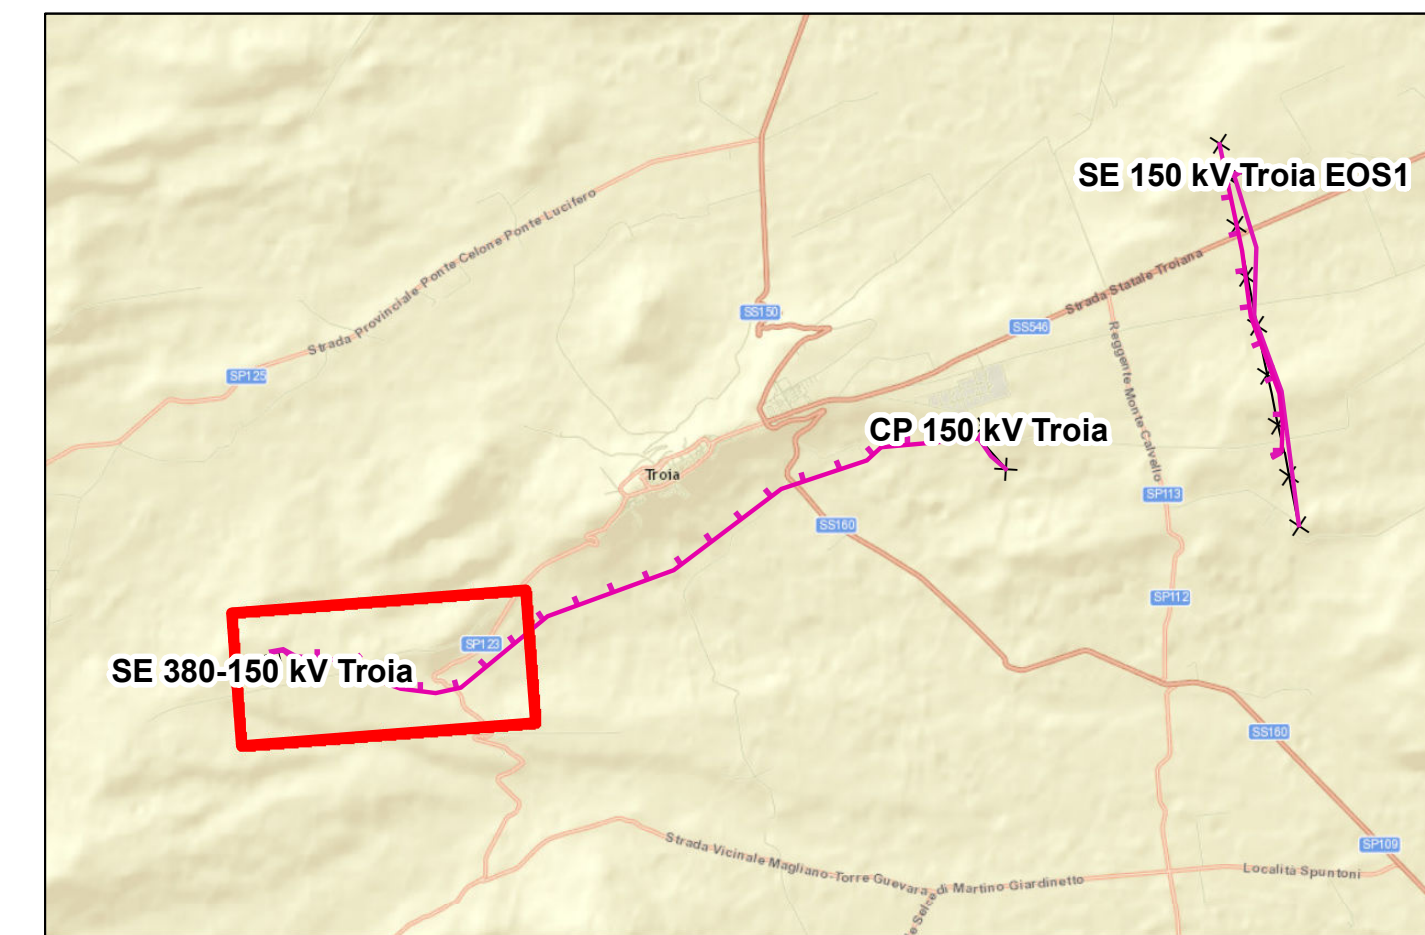 SE 150 kV Troia EOS1
Strada Provinciale Ponte Celone Ponte Lucifero
Strada Statale Troiana
SS150
SS546
Reggente Monte Calvello
SP125
CP 150 kV Troia
Troia
SP113
SS160
SP112
SP123
SE 380-150 kV Troia
SS160
SP109
Strada Vicinale Magliano-Torre Guevara di Martino Giardinetto
Località Spuntoni